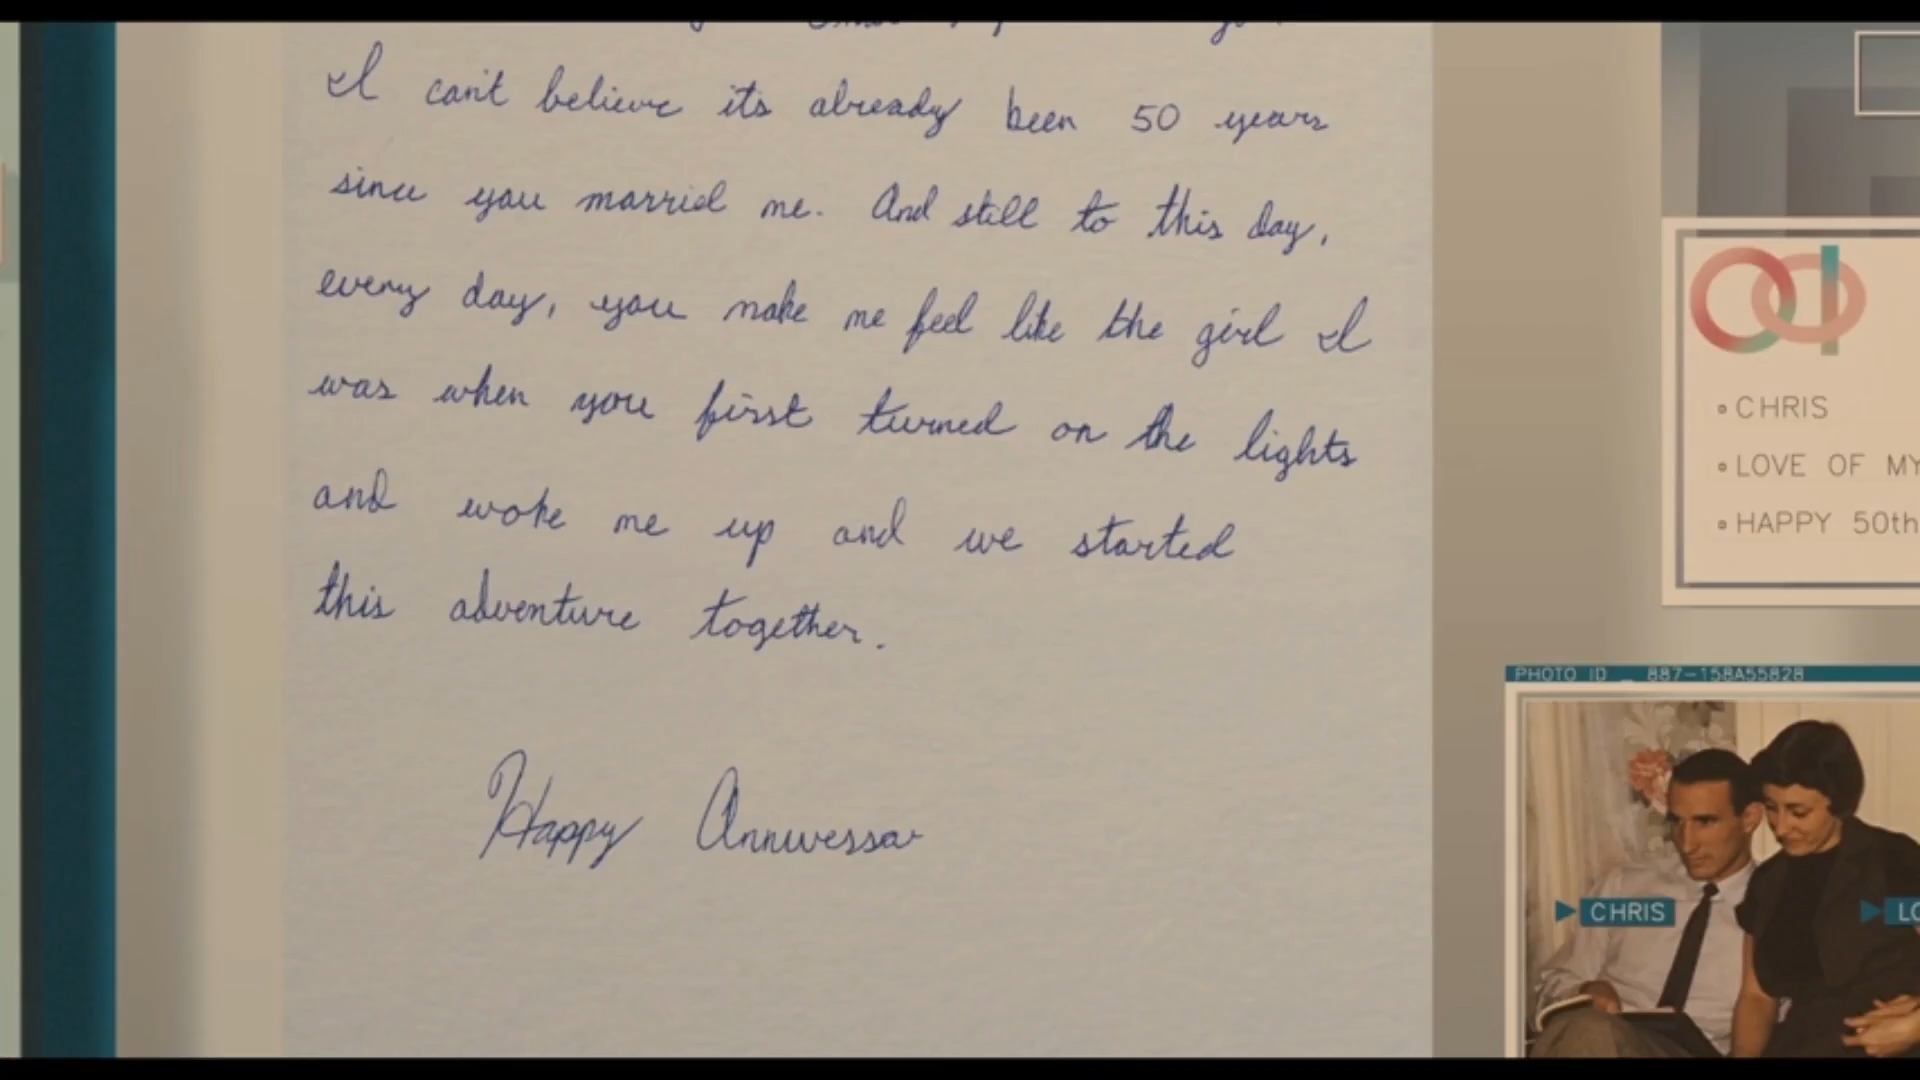 I can't believe its already been 50 years
since you married me. And still to this day,
every day, you make me feel like the girl I
was when you first turned on the lights
and woke me up and we started
this adventure together.
Happy Anniversar
CHRIS
LOVE OF MY
HAPPY 50th
PHOTO ID _ 887-158A55828
CHRIS
LO